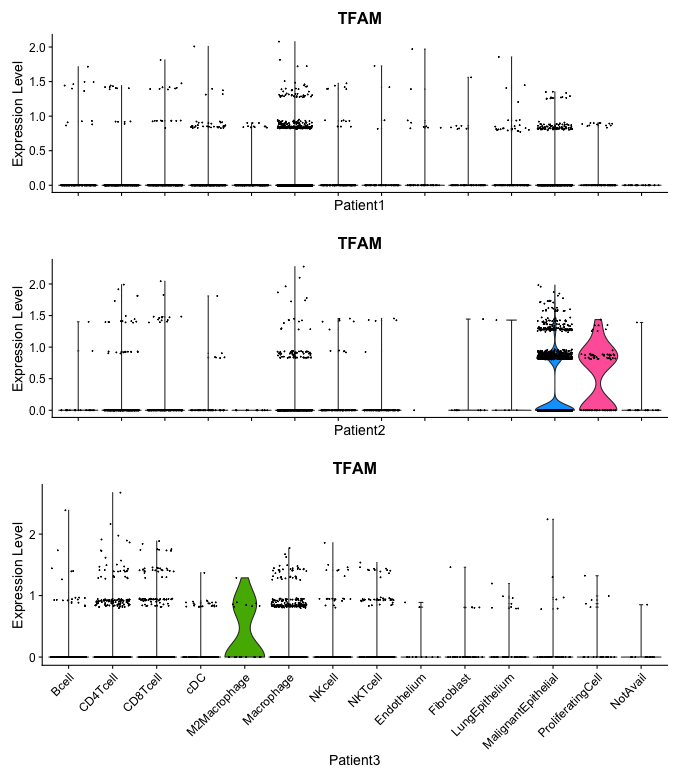 TFAM
Expression Level
2.0
1.5
1.0
0.5
0.0
Patient1
TFAM
Expression Level
2.0
1.5
1.0
0.5
0.0
Patient2
TFAM
Expression Level
2
1
0
Bcell
CD4Tcell
CD8Tcell
cDC
M2Macrophage
Macrophage
NKcell
NKTcell
Endothelium
Fibroblast
LungEpithelium
MalignantEpithelial
ProliferatingCell
NotAvail
Patient3